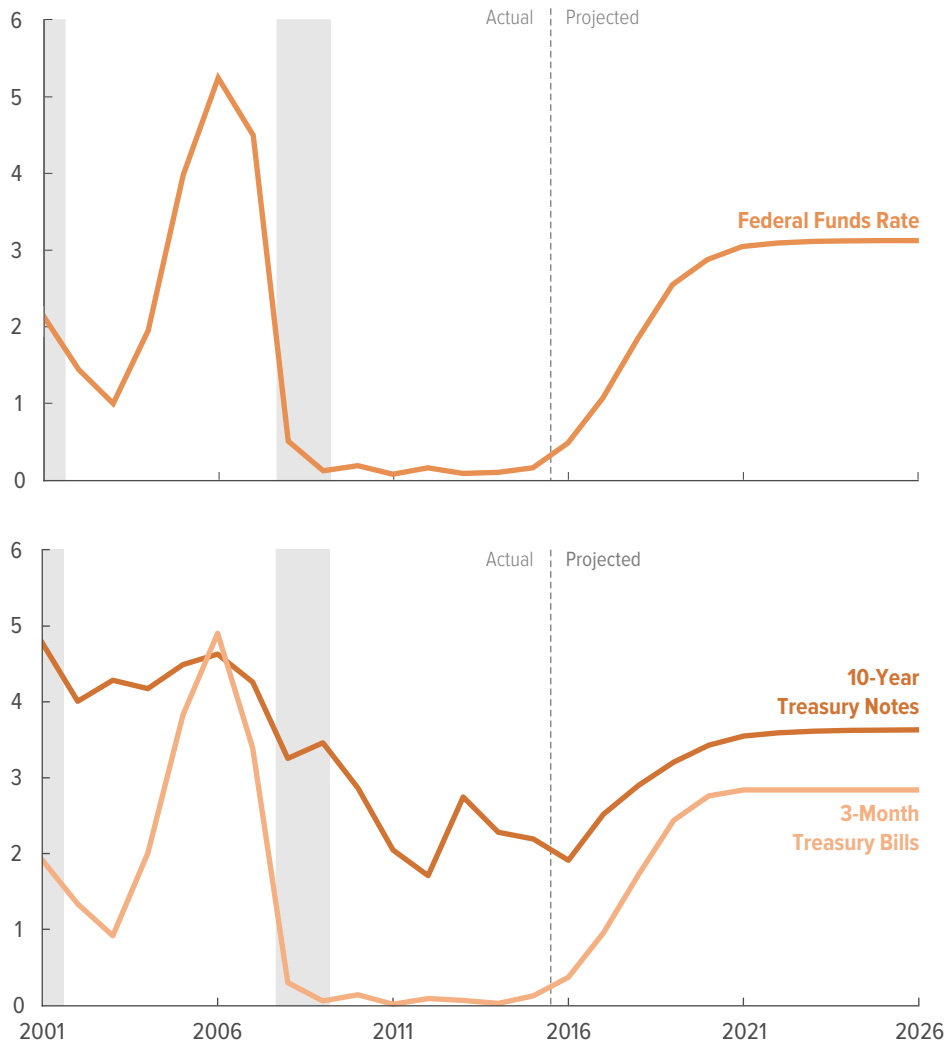 6
Actual
Projected
5
4
Federal Funds Rate
3
2
1
0
6
Actual
Projected
5
10-Year
Treasury Notes
4
3
3-Month
Treasury Bills
2
1
0
2001
2006
2011
2016
2021
2026